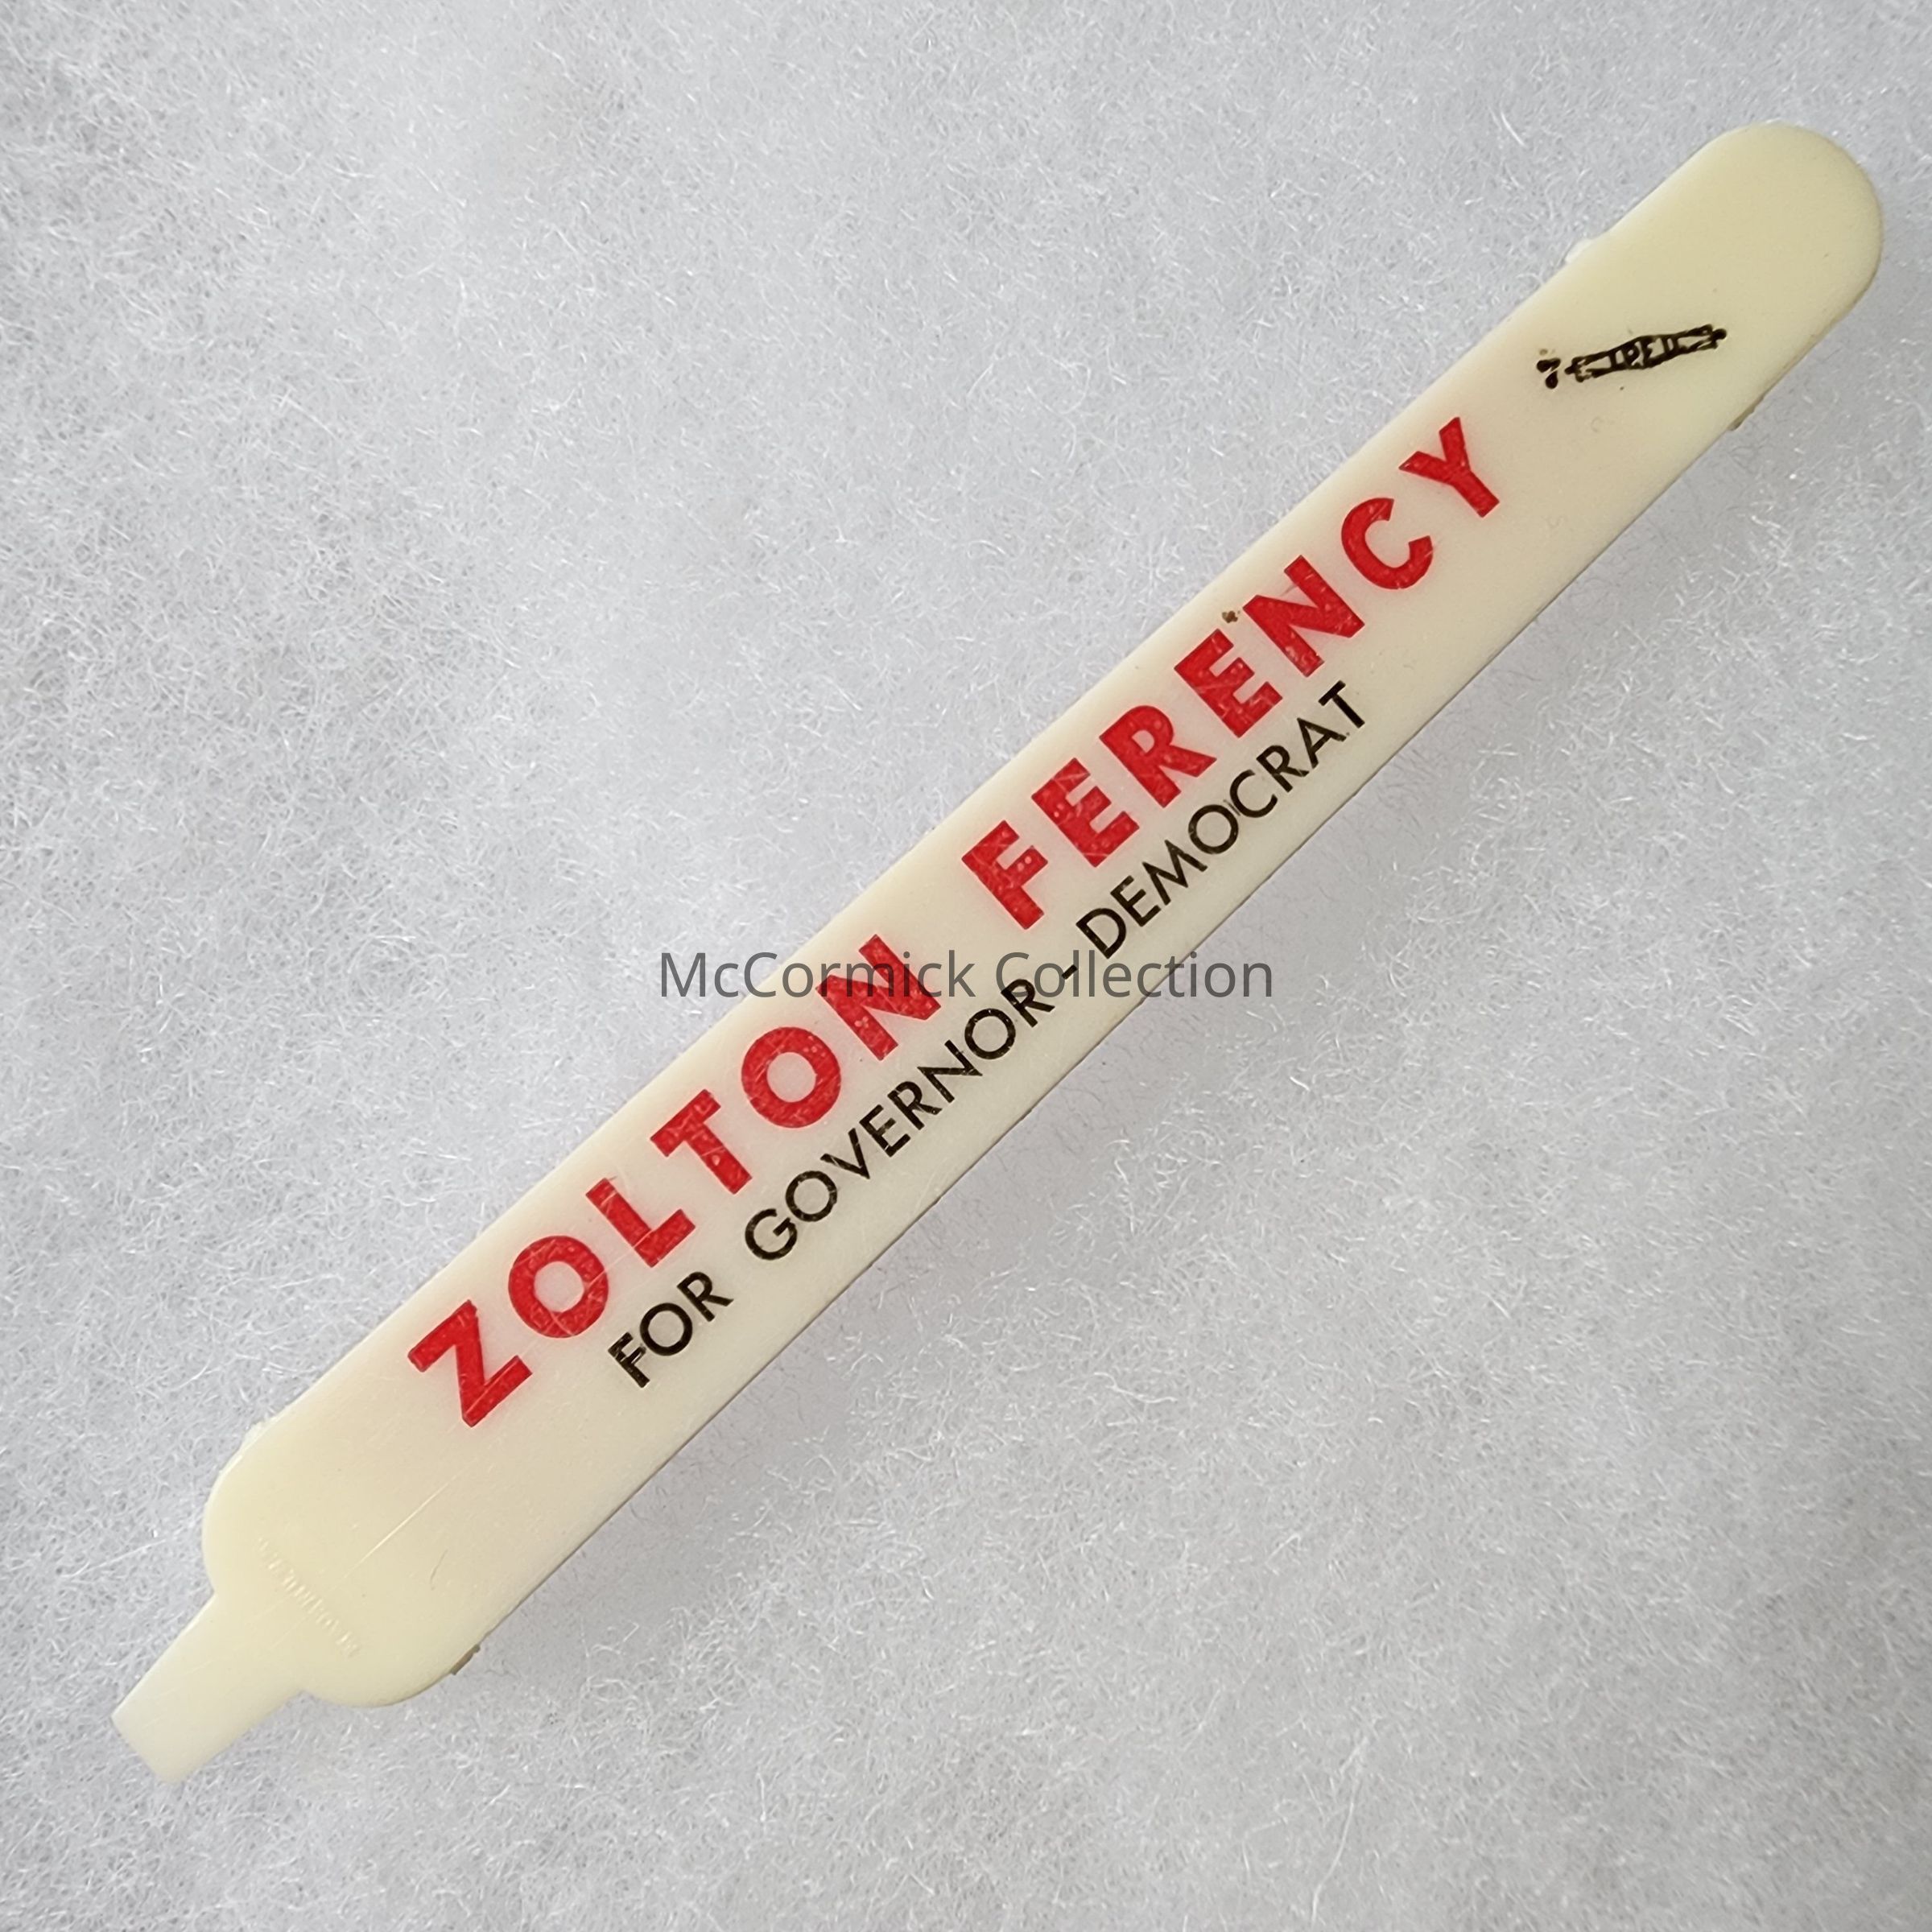 ZOLTON FERENCY
FOR GOVERNOR - DEMOCRAT
McCormick Collection